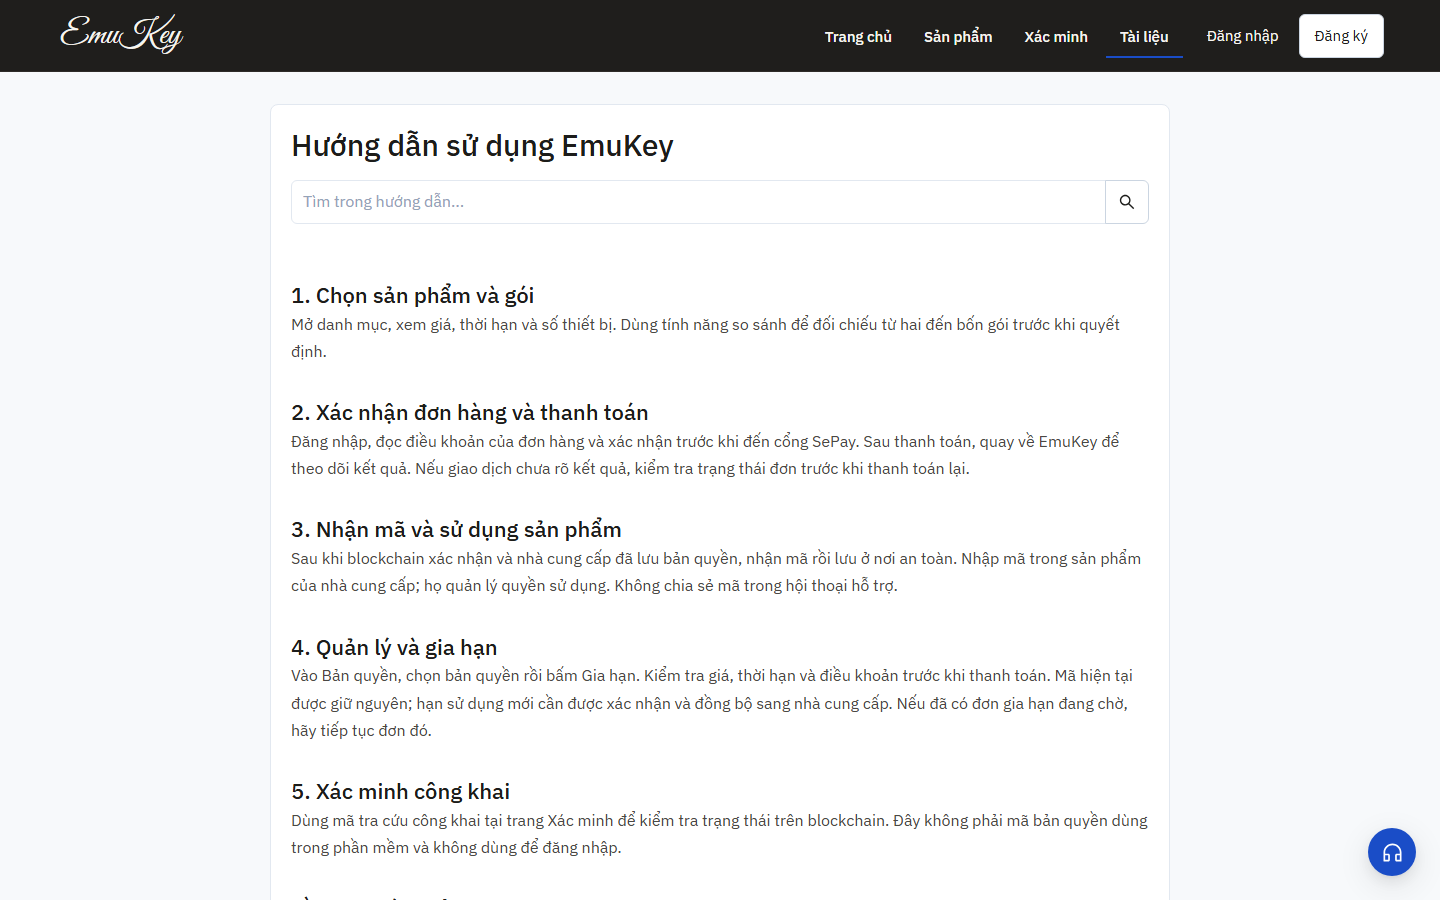 EmuKey
Trang chủ
Sản phẩm
Xác minh
Tài liệu
Đăng nhập
Đăng ký
Hướng dẫn sử dụng EmuKey
Tìm trong hướng dẫn...
1. Chọn sản phẩm và gói
Mở danh mục, xem giá, thời hạn và số thiết bị. Dùng tính năng so sánh để đối chiếu từ hai đến bốn gói trước khi quyết
định.
2. Xác nhận đơn hàng và thanh toán
Đăng nhập, đọc điều khoản của đơn hàng và xác nhận trước khi đến cổng SePay. Sau thanh toán, quay về EmuKey để
theo dõi kết quả. Nếu giao dịch chưa rõ kết quả, kiểm tra trạng thái đơn trước khi thanh toán lại.
3. Nhận mã và sử dụng sản phẩm
Sau khi blockchain xác nhận và nhà cung cấp đã lưu bản quyền, nhận mã rồi lưu ở nơi an toàn. Nhập mã trong sản phẩm
của nhà cung cấp; họ quản lý quyền sử dụng. Không chia sẻ mã trong hội thoại hỗ trợ.
4. Quản lý và gia hạn
Vào Bản quyền, chọn bản quyền rồi bấm Gia hạn. Kiểm tra giá, thời hạn và điều khoản trước khi thanh toán. Mã hiện tại
được giữ nguyên; hạn sử dụng mới cần được xác nhận và đồng bộ sang nhà cung cấp. Nếu đã có đơn gia hạn đang chờ,
hãy tiếp tục đơn đó.
5. Xác minh công khai
Dùng mã tra cứu công khai tại trang Xác minh để kiểm tra trạng thái trên blockchain. Đây không phải mã bản quyền dùng
trong phần mềm và không dùng để đăng nhập.